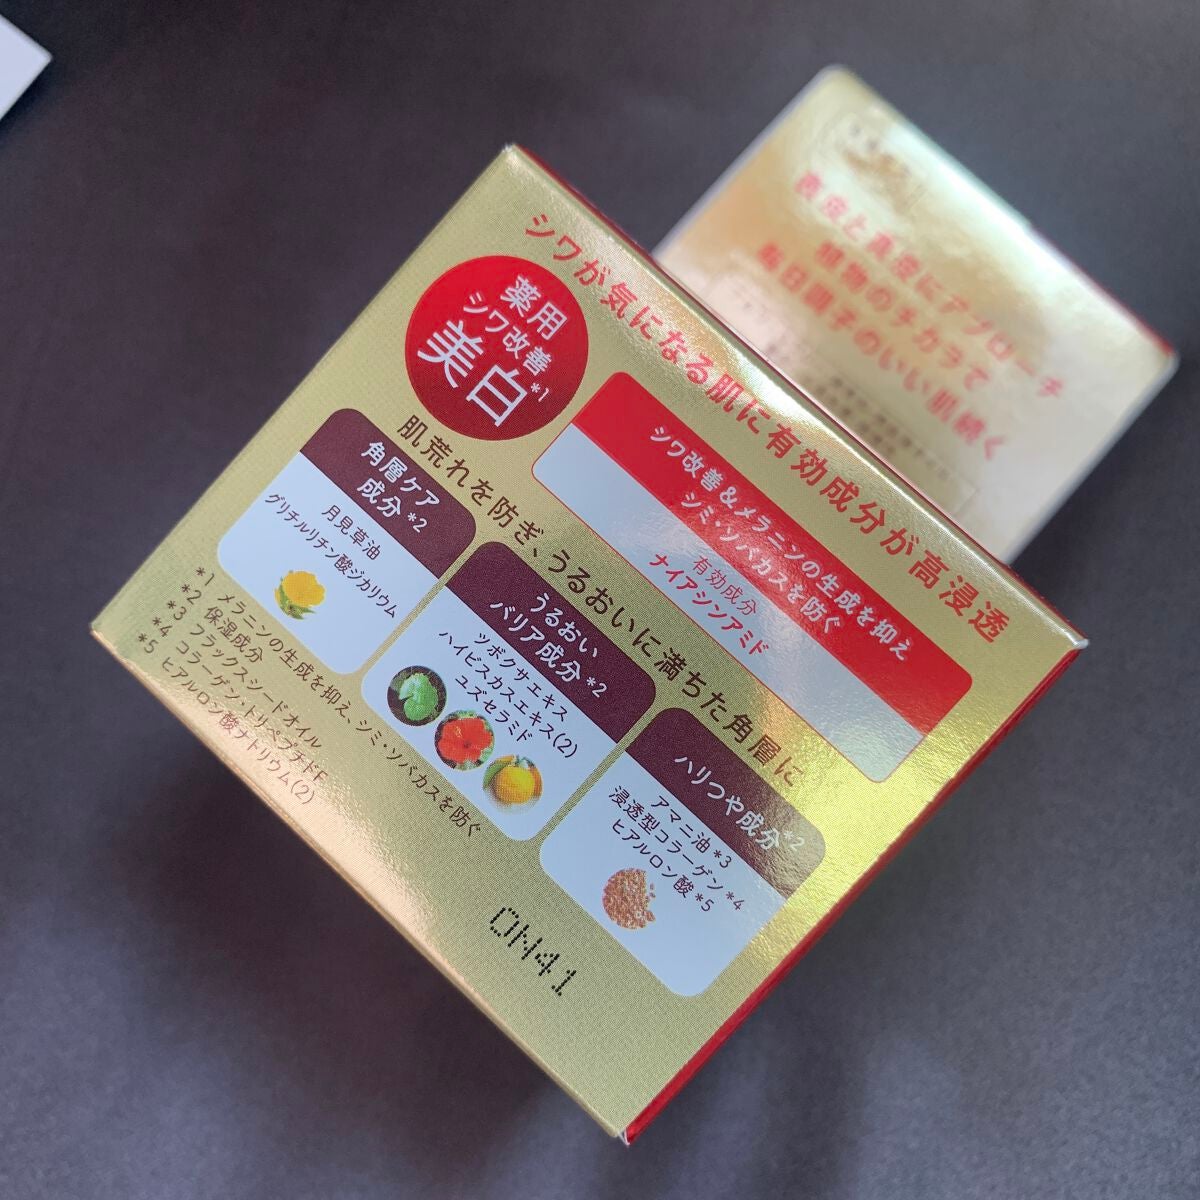 シワが気になる肌に有効成分が高浸透
薬用
シワ改善
美白*1
シワ改善&メラニンの生成を抑え
シミ・ソバカスを防ぐ
有効成分
ナイアシンアミド
肌荒れを防ぎ、うるおいに満ちた角層に
角層ケア
成分*2
月見草油
グリチルリチン酸ジカリウム
うるおい
バリア成分*2
ツボクサエキス
ハイビスカスエキス(2)
ユズセラミド
ハリつや成分*2
アマニ油*3
浸透型コラーゲン*4
ヒアルロン酸*5
*1 メラニンの生成を抑え、シミ・ソバカスを防ぐ
*2 保湿成分
*3 フラックスシードオイル
*4 コラーゲン・トリペプチドF
*5 ヒアルロン酸ナトリウム(2)
ON41
表皮と真皮にアプローチ
植物のチカラで
毎日調子のいい肌続く